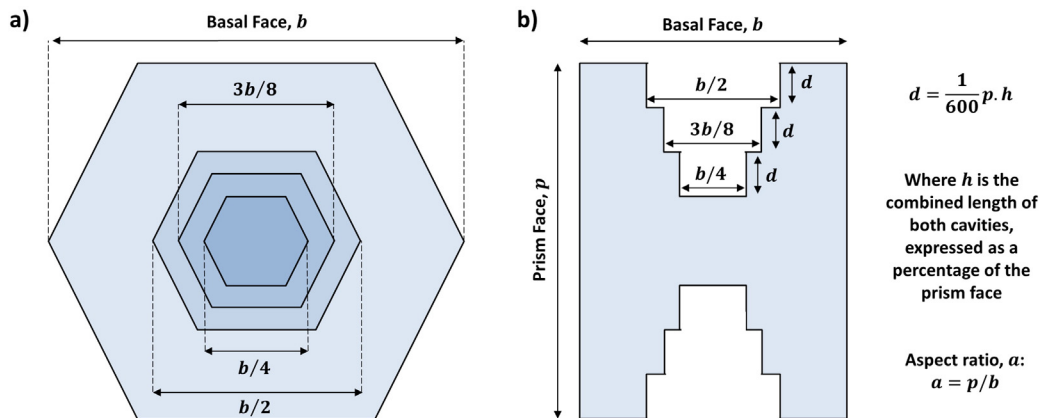 a)
Basal Face, b
3b/8
b/4
b/2
b)
Basal Face, b
Prism Face, p
b/2
d
3b/8
d
b/4
d
d = 1/600 p.h
Where h is the
combined length of
both cavities,
expressed as a
percentage of the
prism face
Aspect ratio, a:
a = p/b